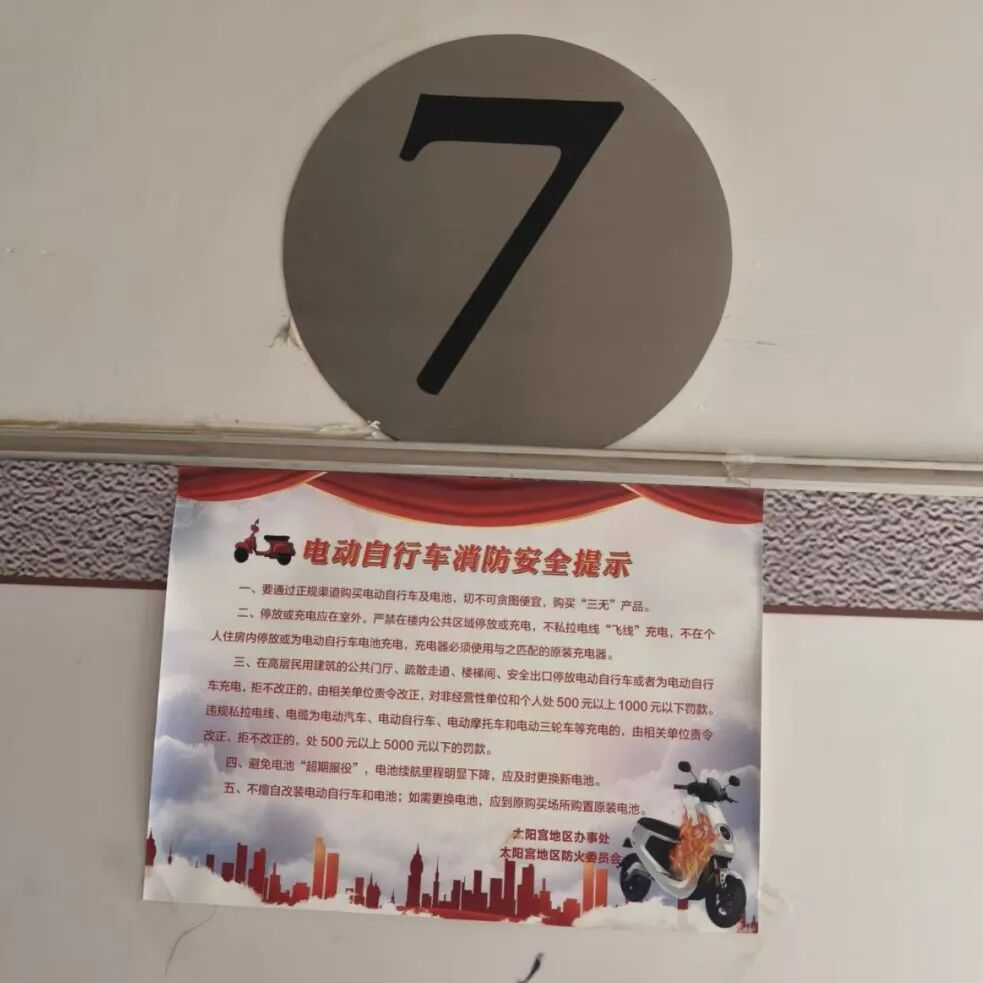 7
电动自行车消防安全提示
一、要通过正规渠道购买电动自行车及电池，切不可贪图便宜，购买“三无”产品。
二、停放或充电应在室外，严禁在楼内公共区域停放或充电，不私拉电线“飞线”充电，不在个
人住房内停放或为电动自行车电池充电，充电器必须使用与之匹配的原装充电器。
三、在高层民用建筑的公共门厅、疏散走道、楼梯间、安全出口停放电动自行车或者为电动自行
车充电，拒不改正的，由相关单位责令改正，对非经营性单位和个人处500元以上1000元以下罚款。
违规私拉电线、电缆为电动汽车、电动自行车、电动摩托车和电动三轮车等充电的，由相关单位责令
改正，拒不改正的，处500元以上5000元以下的罚款。
四、避免电池“超期服役”，电池续航里程明显下降，应及时更换新电池。
五、不擅自改装电动自行车和电池；如需更换电池，应到原购买场所购置原装电池。
太阳宫地区办事处
太阳宫地区防火委员会